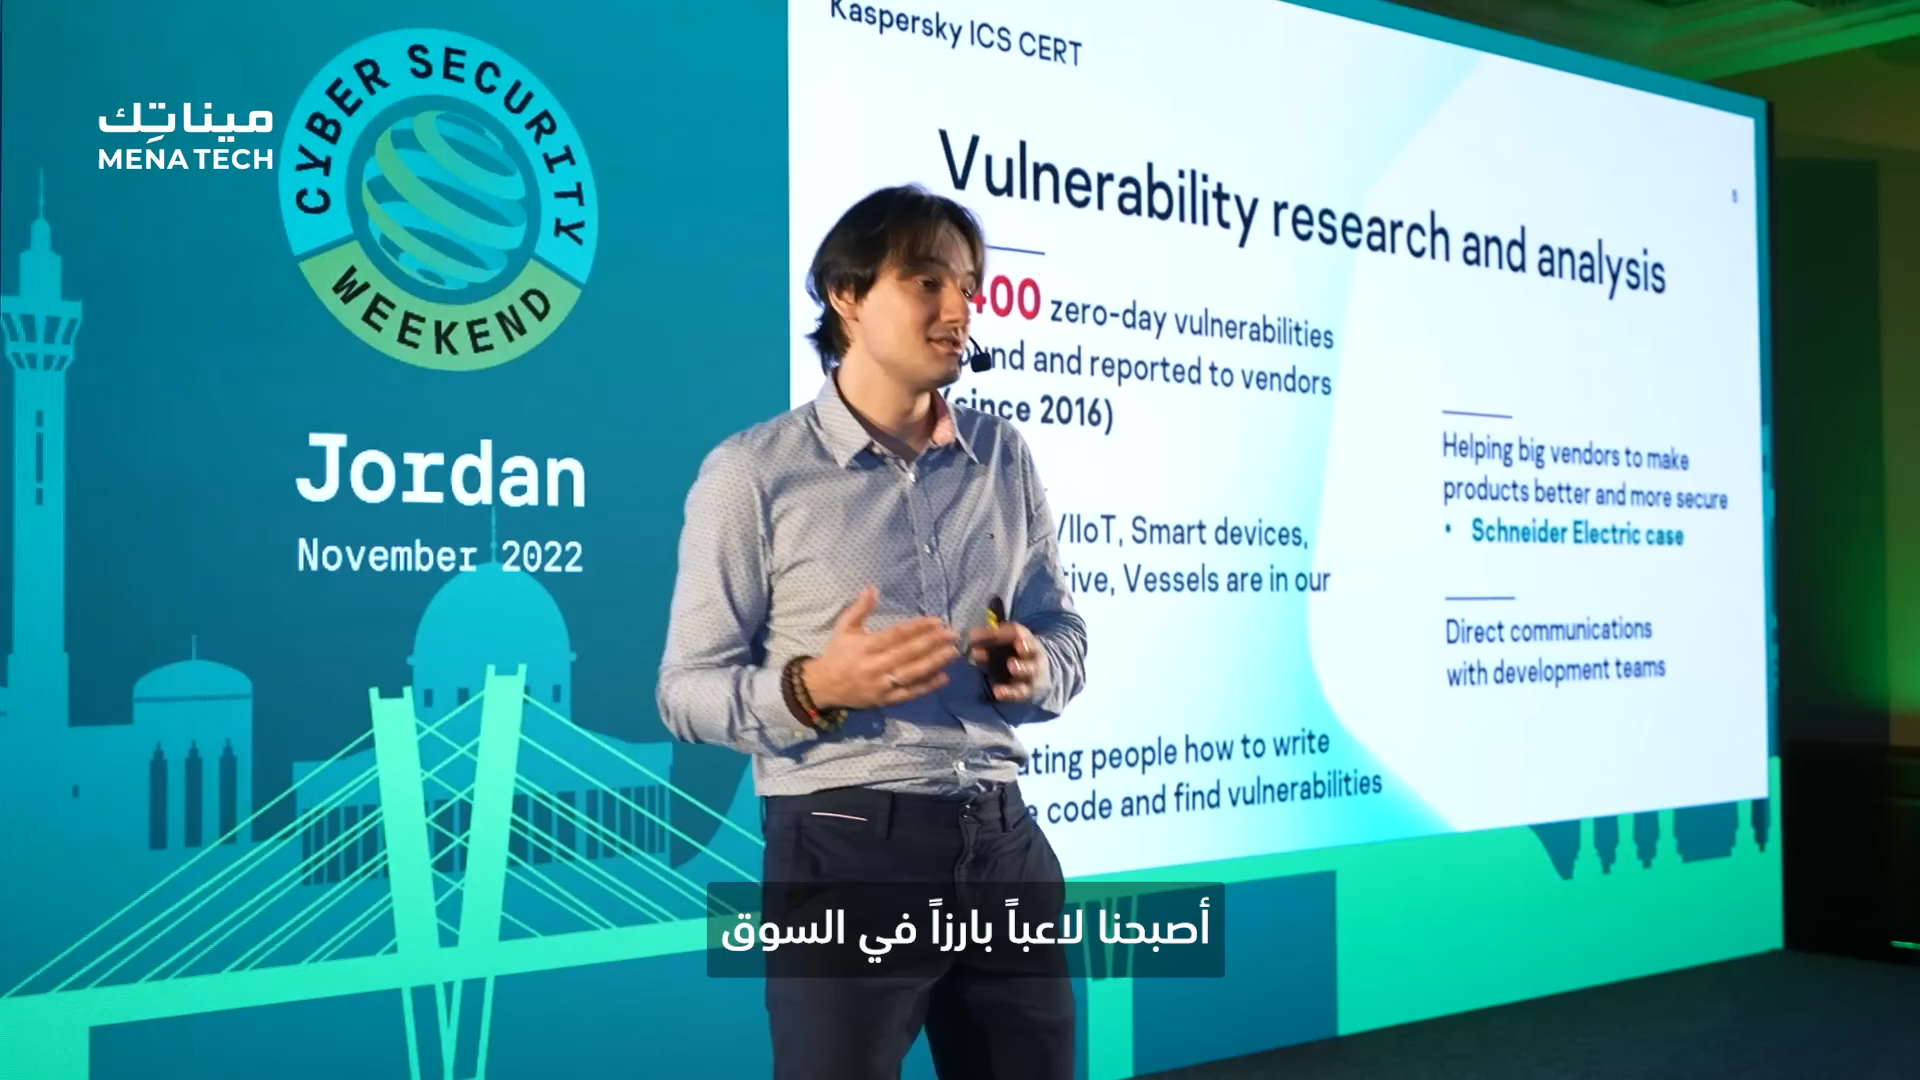 ميناتِك
MENA TECH
CYBER SECURITY
WEEKEND
Jordan
November 2022
Kaspersky ICS CERT
Vulnerability research and analysis
400 zero-day vulnerabilities
and reported to vendors
(since 2016)
/IIoT, Smart devices,
Vessels are in our
people how to write
code and find vulnerabilities
Helping big vendors to make
products better and more secure
• Schneider Electric case
Direct communications
with development teams
أصبحنا لاعباً بارزاً في السوق